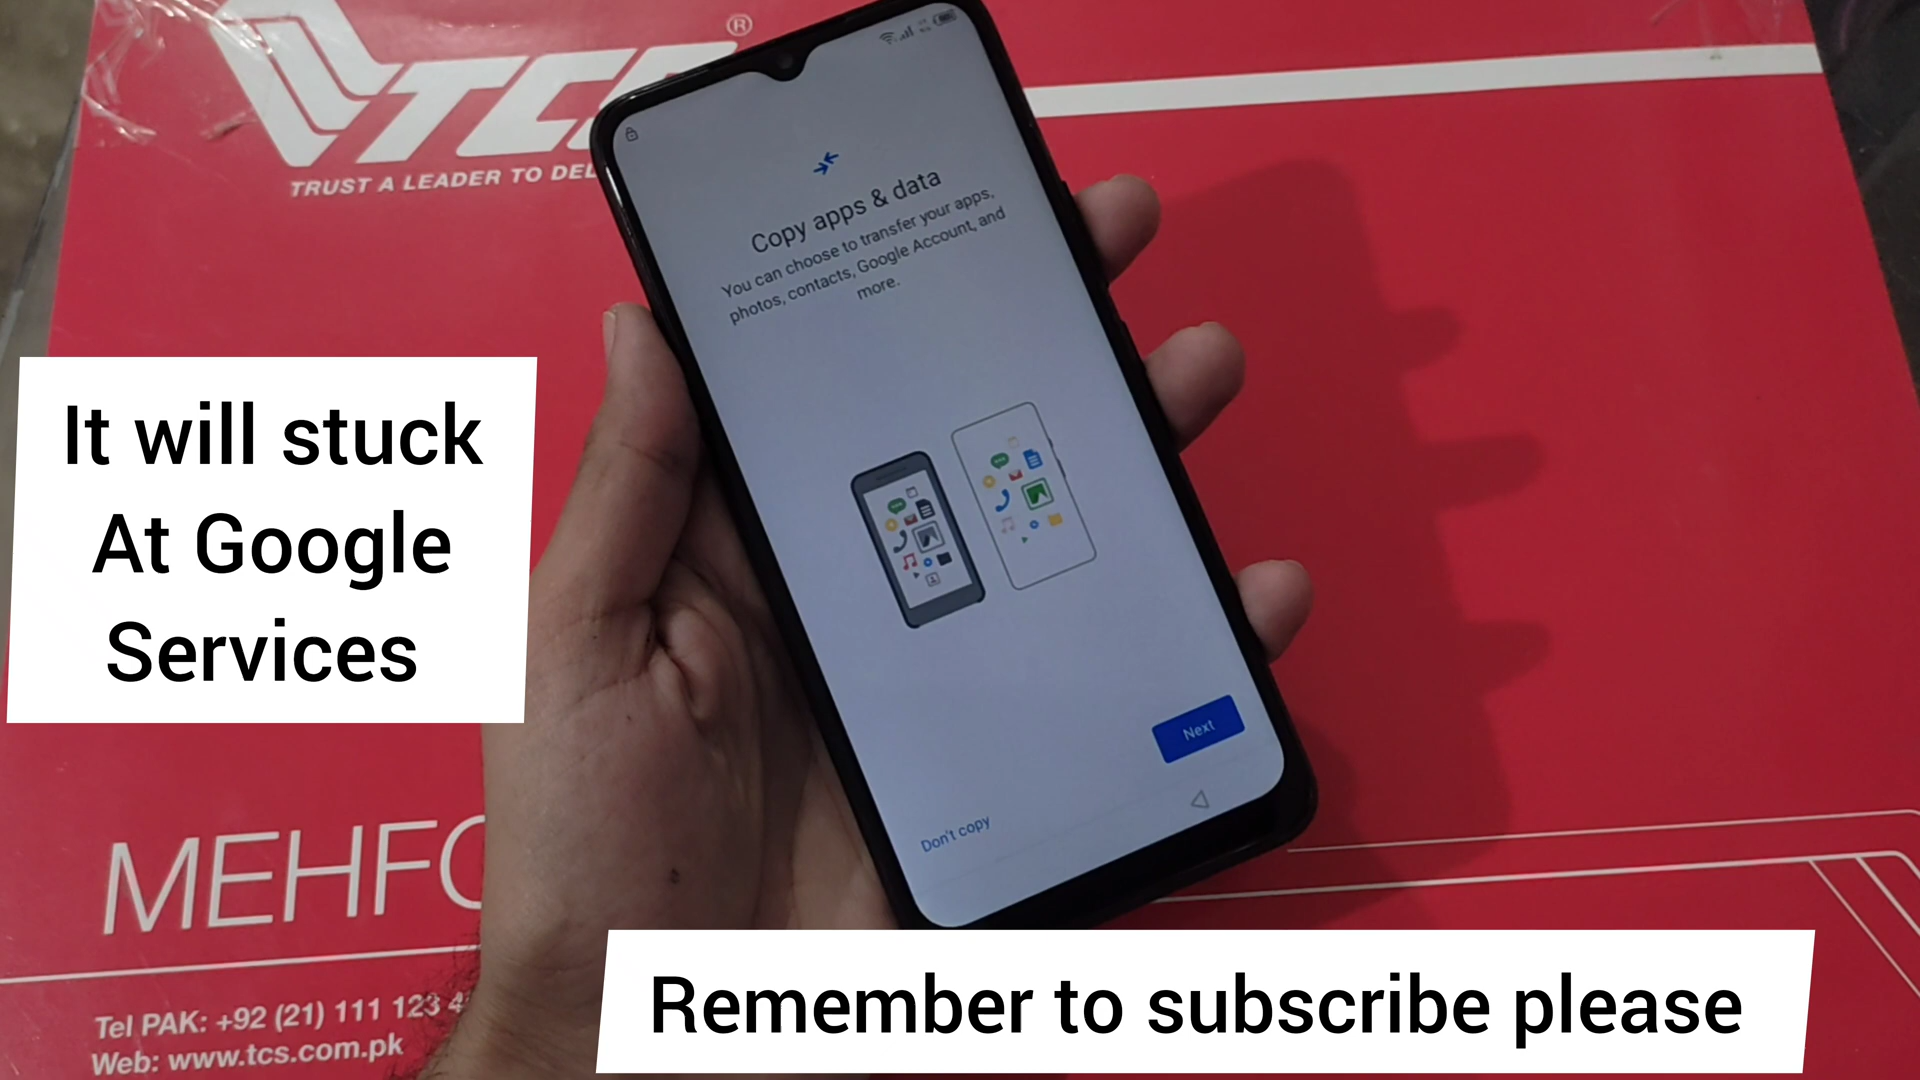 TCS®
TRUST A LEADER TO
Copy apps & data
You can choose to transfer your apps,
photos, contacts, Google Account, and
more.
Next
Don't copy
It will stuck
At Google
Services
Tel PAK: +92 (21) 111 123
Web: www.tcs.com.pk
Remember to subscribe please